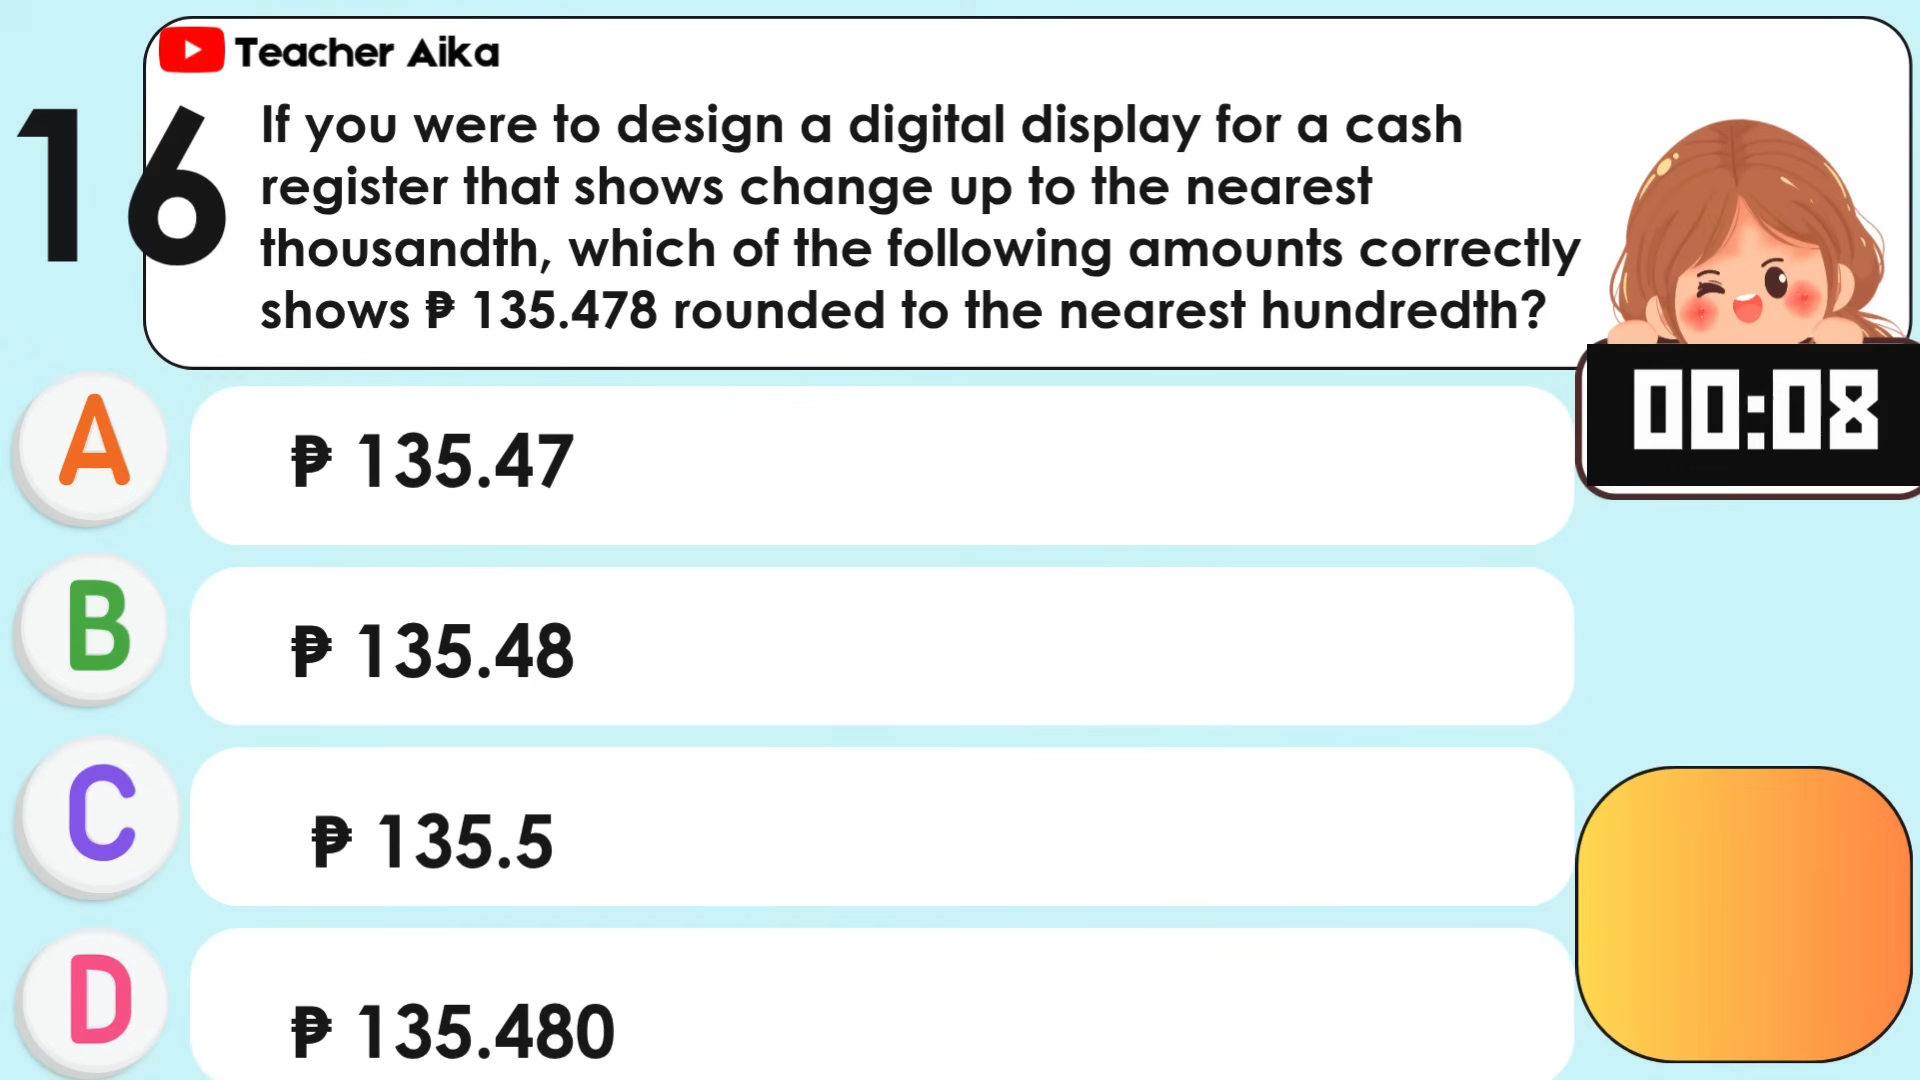 Teacher Aika
16
If you were to design a digital display for a cash
register that shows change up to the nearest
thousandth, which of the following amounts correctly
shows ₱ 135.478 rounded to the nearest hundredth?
00:08
A
₱ 135.47
B
₱ 135.48
C
₱ 135.5
D
₱ 135.480